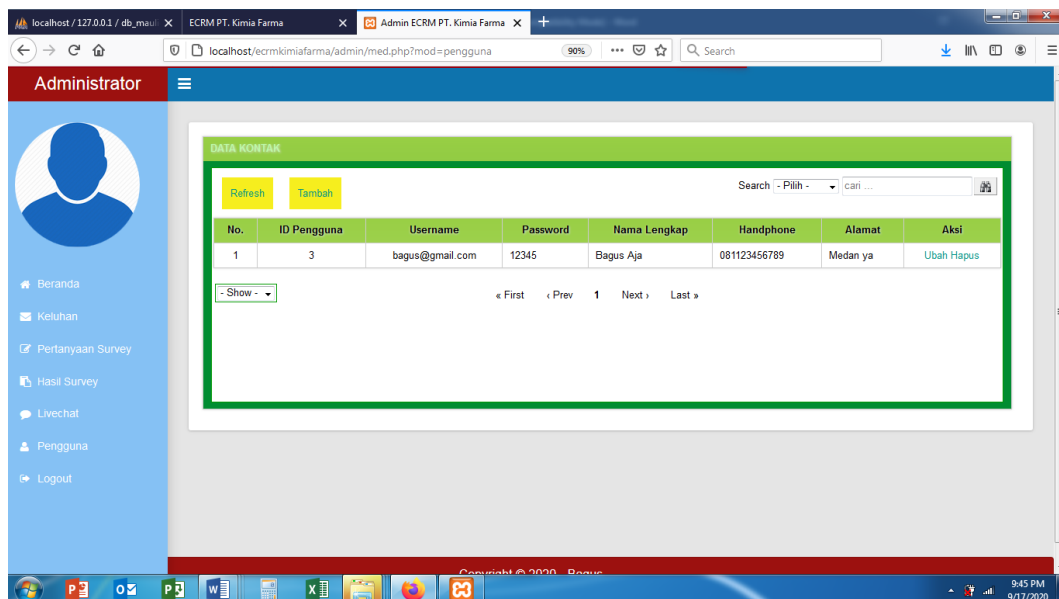 localhost / 127.0.0.1 / db_mauli
ECRM PT. Kimia Farma
Admin ECRM PT. Kimia Farma
localhost/ecrmkimiafarma/admin/med.php?mod=pengguna
90%
Search
Administrator
DATA KONTAK
Refresh
Tambah
Search - Pilih - cari ...
No. ID Pengguna Username Password Nama Lengkap Handphone Alamat Aksi
1 3 bagus@gmail.com 12345 Bagus Aja 081123456789 Medan ya Ubah Hapus
- Show -
« First ‹ Prev 1 Next › Last »
Beranda
Keluhan
Pertanyaan Survey
Hasil Survey
Livechat
Pengguna
Logout
Copyright © 2020 - Bagus
9:45 PM
9/17/2020